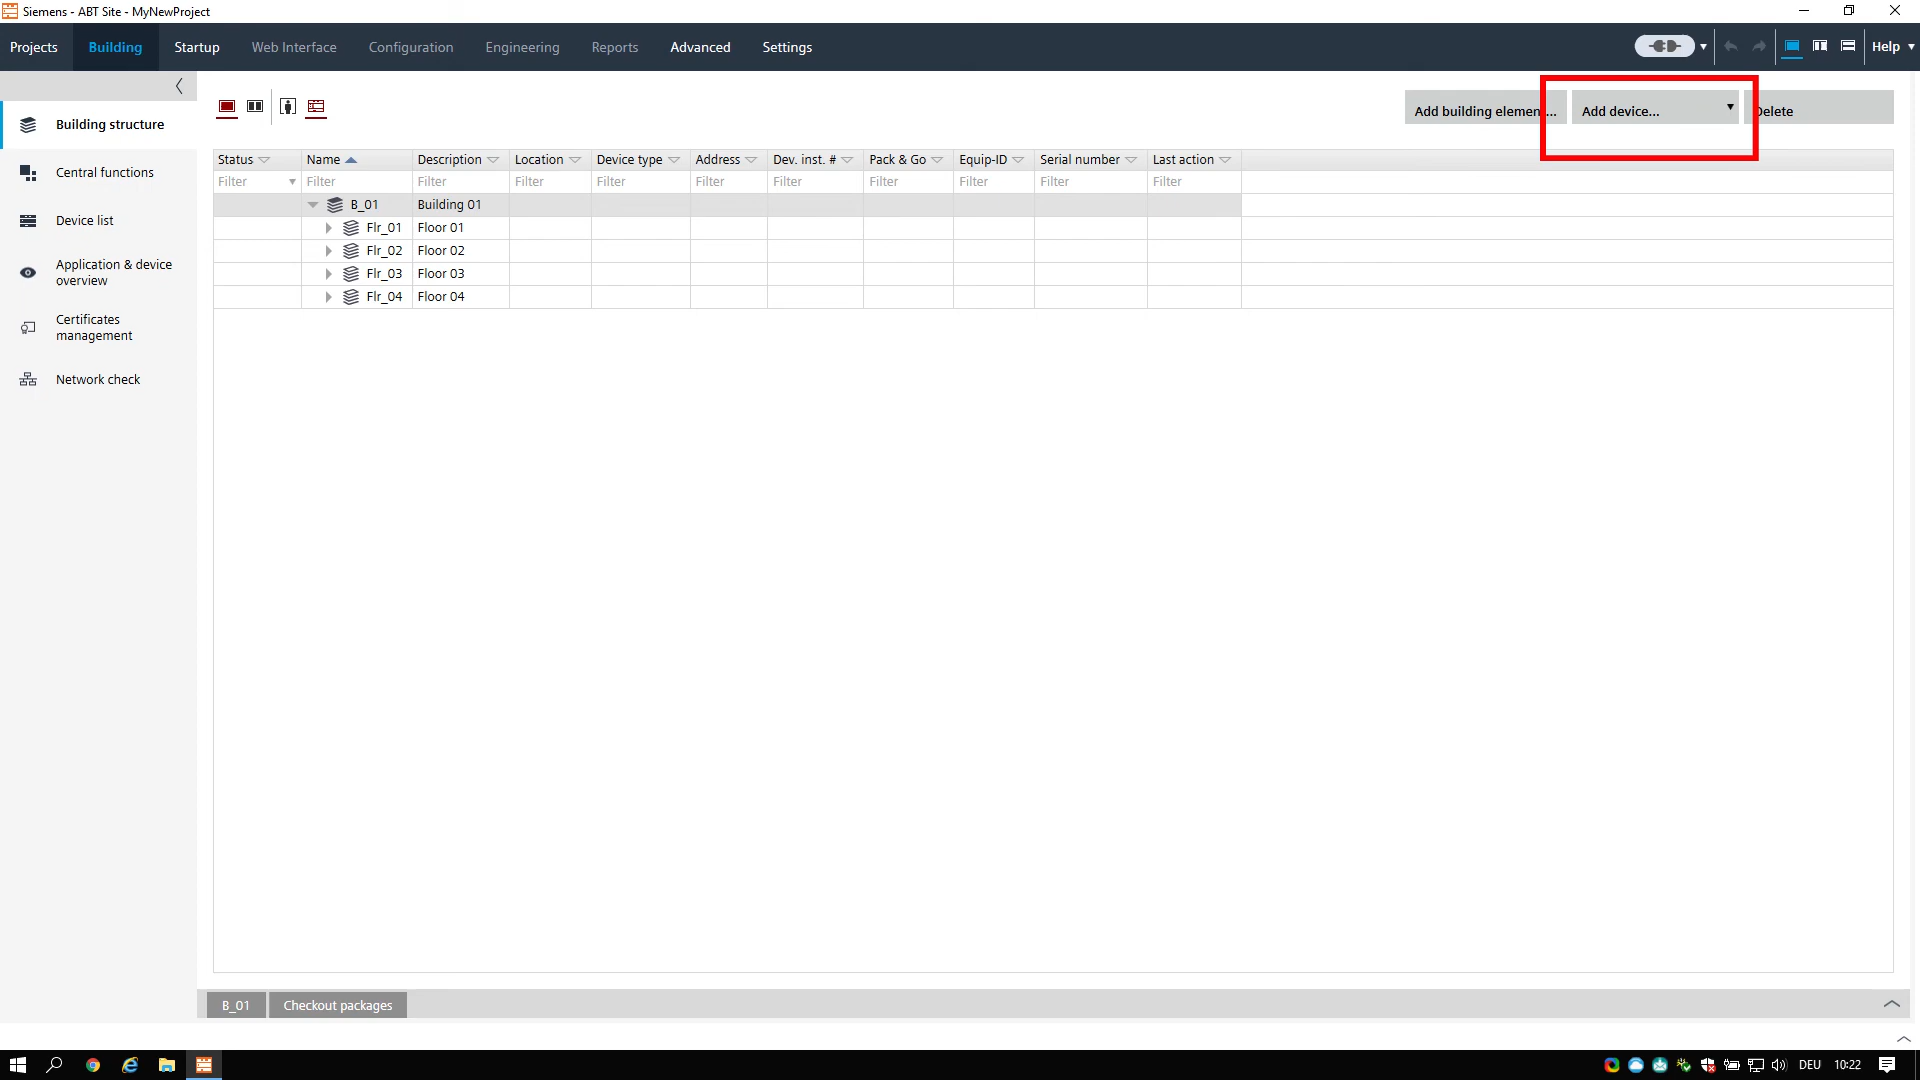 Siemens - ABT Site - MyNewProject
Projects Building Startup Web Interface Configuration Engineering Reports Advanced Settings Help
Add building elemen ... Add device... Delete
Building structure
Central functions
Device list
Application & device
overview
Certificates
management
Network check
Status Name Description Location Device type Address Dev. inst. # Pack & Go Equip-ID Serial number Last action
Filter Filter Filter Filter Filter Filter Filter Filter Filter Filter Filter
B_01 Building 01
Flr_01 Floor 01
Flr_02 Floor 02
Flr_03 Floor 03
Flr_04 Floor 04
B_01 Checkout packages
DEU 10:22